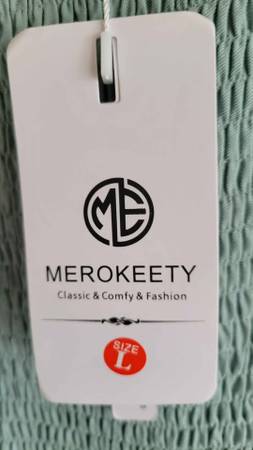 ME
MEROKEETY
Classic & Comfy & Fashion
SIZE
L